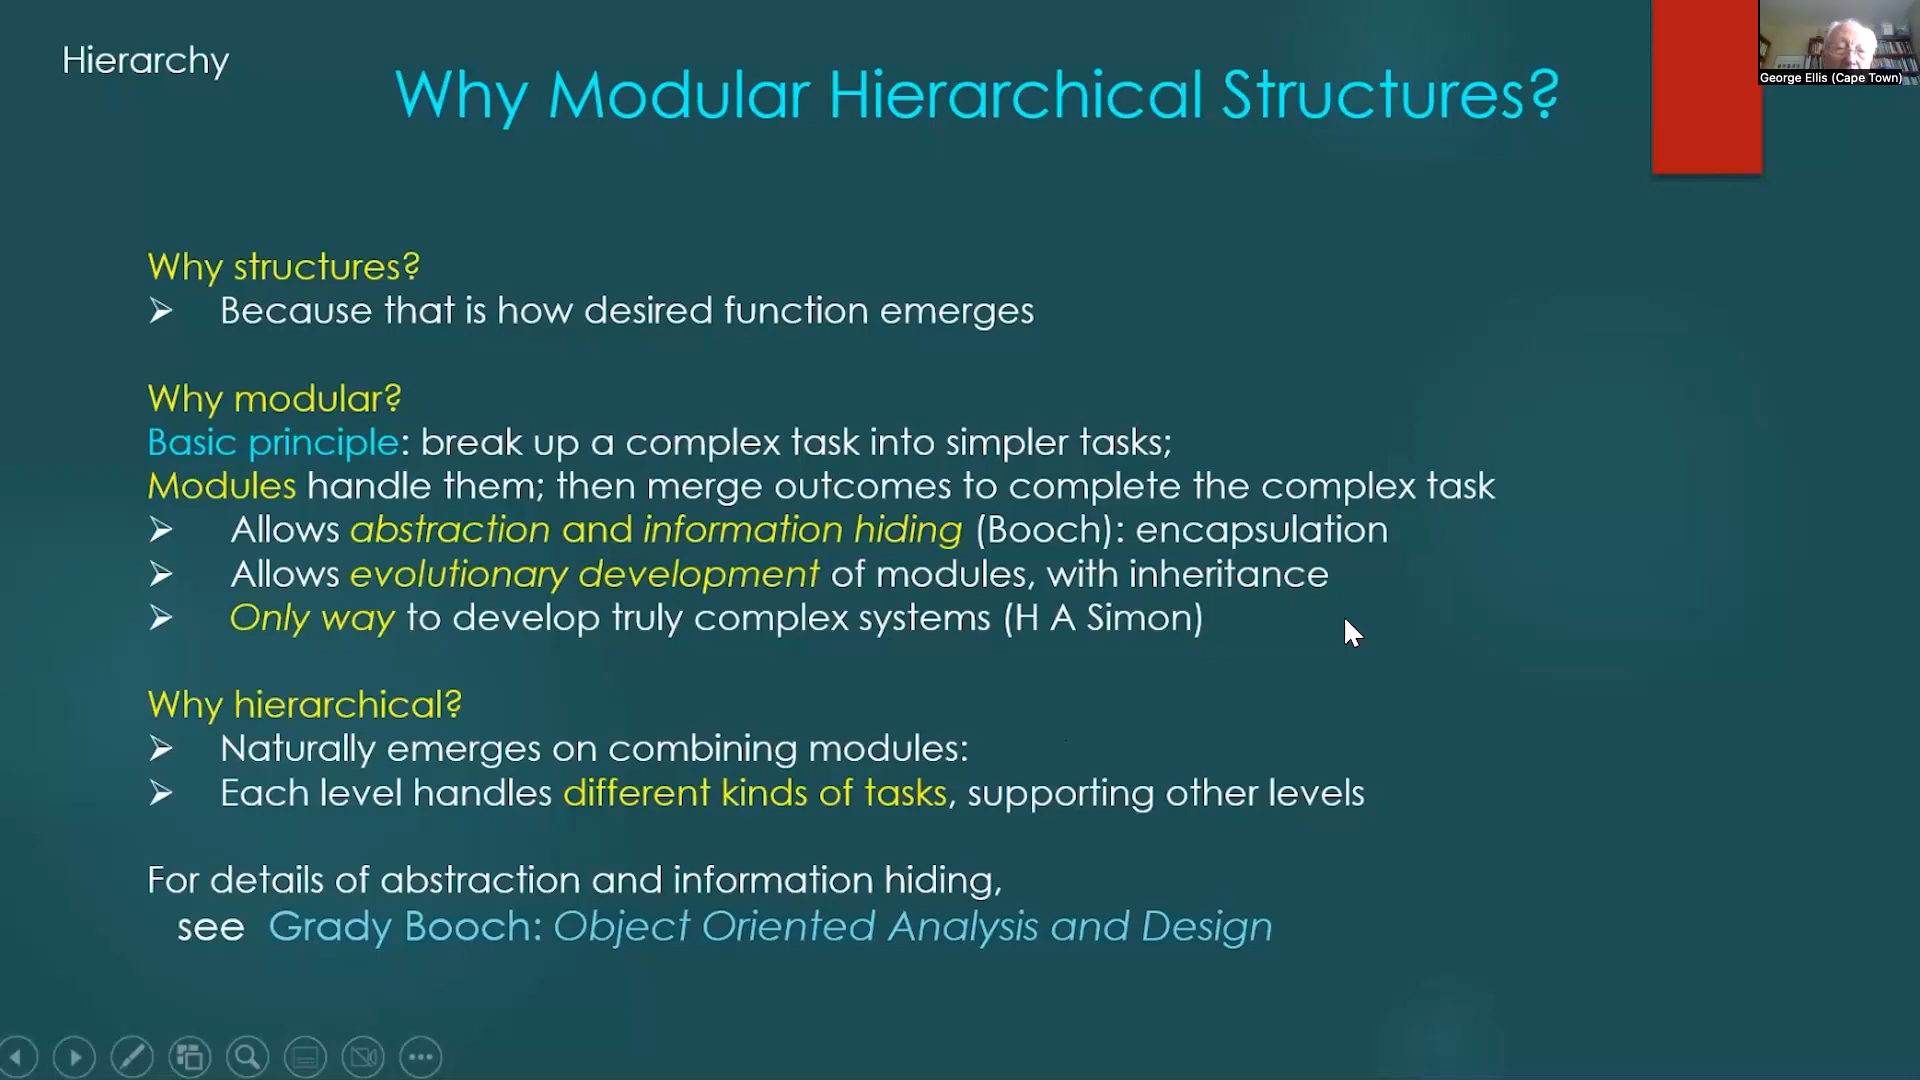 Hierarchy
Why Modular Hierarchical Structures?
George Ellis (Cape Town)
Why structures?
➢ Because that is how desired function emerges
Why modular?
Basic principle: break up a complex task into simpler tasks;
Modules handle them; then merge outcomes to complete the complex task
➢ Allows abstraction and information hiding (Booch): encapsulation
➢ Allows evolutionary development of modules, with inheritance
➢ Only way to develop truly complex systems (H A Simon)
Why hierarchical?
➢ Naturally emerges on combining modules:
➢ Each level handles different kinds of tasks, supporting other levels
For details of abstraction and information hiding,
see Grady Booch: Object Oriented Analysis and Design